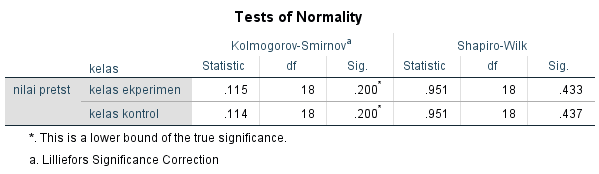 Tests of Normality
Kolmogorov-Smirnovᵃ Shapiro-Wilk
kelas Statistic df Sig. Statistic df Sig.
nilai pretst kelas ekperimen .115 18 .200* .951 18 .433
kelas kontrol .114 18 .200* .951 18 .437
*. This is a lower bound of the true significance.
a. Lilliefors Significance Correction